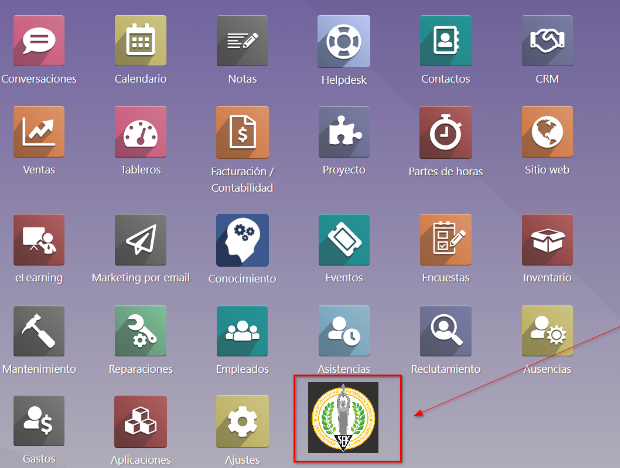 Conversaciones
Calendario
Notas
Helpdesk
Contactos
CRM
Ventas
Tableros
Facturación /
Contabilidad
Proyecto
Partes de horas
Sitio web
eLearning
Marketing por email
Conocimiento
Eventos
Encuestas
Inventario
Mantenimiento
Reparaciones
Empleados
Asistencias
Reclutamiento
Ausencias
SEK
Gastos
Aplicaciones
Ajustes